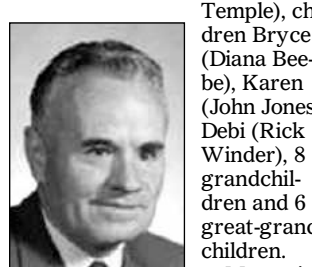 Temple), ch
dren Bryce
(Diana Bee-
be), Karen
(John Jones
Debi (Rick
Winder), 8
grandchil-
dren and 6
great-grand
children.